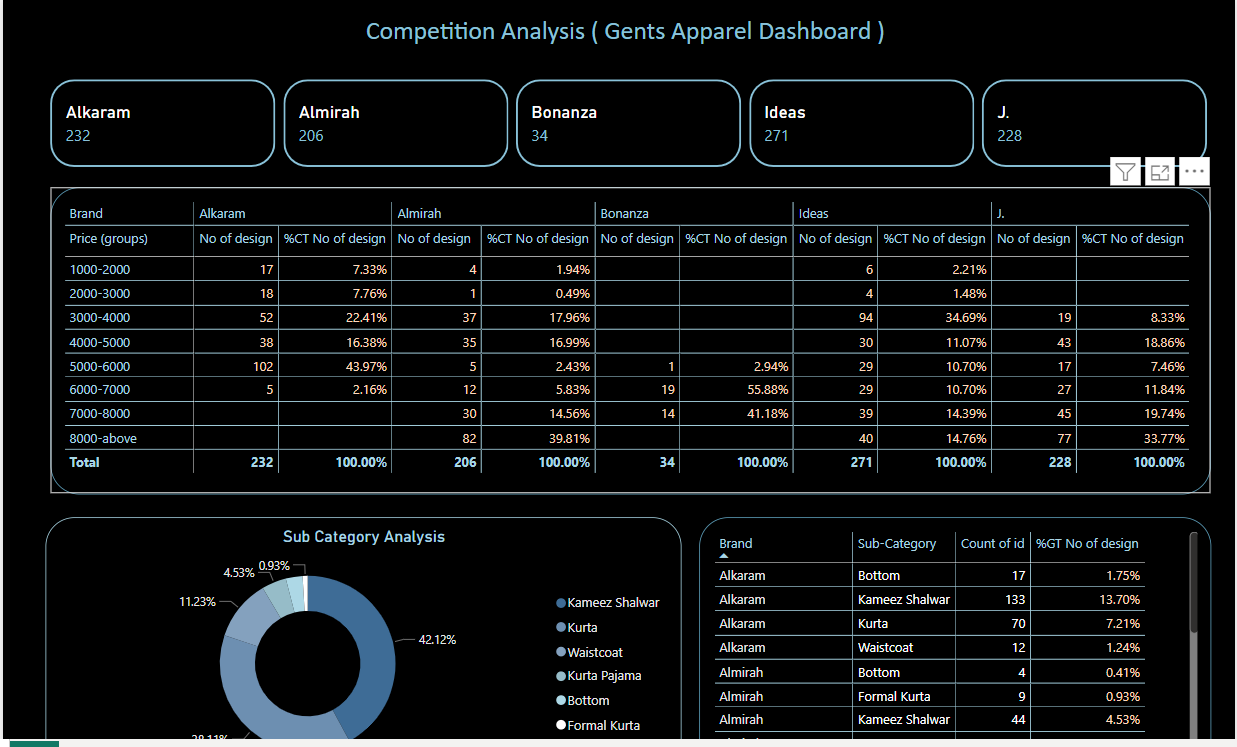 Competition Analysis ( Gents Apparel Dashboard )
Alkaram Almirah Bonanza Ideas J.
232 206 34 271 228
Brand Alkaram Almirah Bonanza Ideas J.
Price (groups) No of design %CT No of design No of design %CT No of design No of design %CT No of design No of design %CT No of design No of design %CT No of design
1000-2000 17 7.33% 4 1.94% 6 2.21%
2000-3000 18 7.76% 1 0.49% 4 1.48%
3000-4000 52 22.41% 37 17.96% 94 34.69% 19 8.33%
4000-5000 38 16.38% 35 16.99% 30 11.07% 43 18.86%
5000-6000 102 43.97% 5 2.43% 1 2.94% 29 10.70% 17 7.46%
6000-7000 5 2.16% 12 5.83% 19 55.88% 29 10.70% 27 11.84%
7000-8000 30 14.56% 14 41.18% 39 14.39% 45 19.74%
8000-above 82 39.81% 40 14.76% 77 33.77%
Total 232 100.00% 206 100.00% 34 100.00% 271 100.00% 228 100.00%
Sub Category Analysis
0.93%
4.53%
11.23%
42.12%
Kameez Shalwar
Kurta
Waistcoat
Kurta Pajama
Bottom
Formal Kurta
Brand Sub-Category Count of id %GT No of design
Alkaram Bottom 17 1.75%
Alkaram Kameez Shalwar 133 13.70%
Alkaram Kurta 70 7.21%
Alkaram Waistcoat 12 1.24%
Almirah Bottom 4 0.41%
Almirah Formal Kurta 9 0.93%
Almirah Kameez Shalwar 44 4.53%